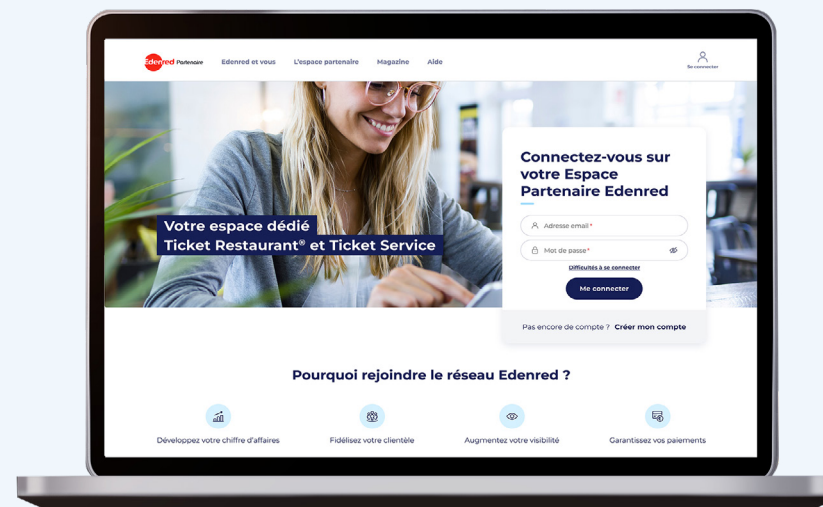 Edenred Partenaire
Edenred et vous
L'espace partenaire
Magazine
Aide
Se connecter
Votre espace dédié
Ticket Restaurant® et Ticket Service
Connectez-vous sur
votre Espace
Partenaire Edenred
Adresse email*
Mot de passe*
Difficultés à se connecter
Me connecter
Pas encore de compte ? Créer mon compte
Pourquoi rejoindre le réseau Edenred ?
Développez votre chiffre d'affaires
Fidélisez votre clientèle
Augmentez votre visibilité
Garantissez vos paiements